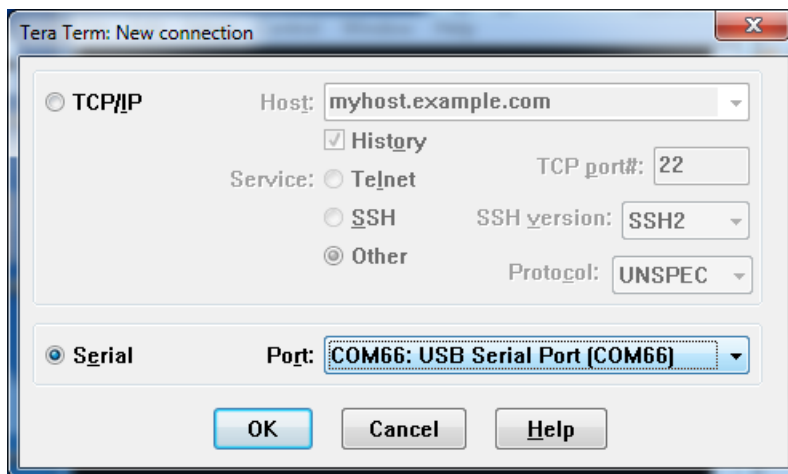 Tera Term: New connection
TCP/IP Host: myhost.example.com
History
Service: Telnet TCP port#: 22
SSH SSH version: SSH2
Other Protocol: UNSPEC
Serial Port: COM66: USB Serial Port (COM66)
OK Cancel Help